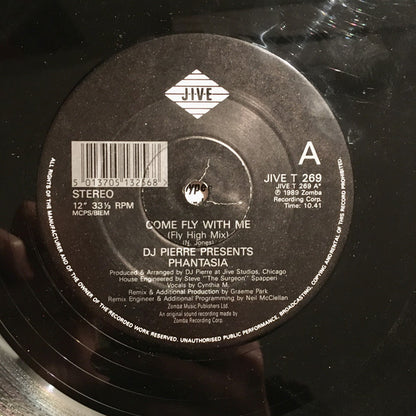 JIVE
5 013705 132568
STEREO
12" 33⅓ RPM
MCPS/BIEM
A
JIVE T 269
JIVE T 269 A*
℗ 1989 Zomba
Recording Corp.
Time: 10.41
COME FLY WITH ME
(Fly High Mix)
(N. Jones)
DJ PIERRE PRESENTS
PHANTASIA
Produced & Arranged by DJ Pierre at Jive Studios, Chicago
House Engineered by Steve "The Surgeon" Spapperi
Vocals by Cynthia M.
Remix & Additional Production by Graeme Park
Remix Engineer & Additional Programming by Neil McClellan
Zomba Music Publishers Ltd.
An original sound recording made by
Zomba Recording Corp.
ALL RIGHTS OF THE MANUFACTURER AND OF THE OWNER OF THE RECORDED WORK RESERVED. UNAUTHORISED PUBLIC PERFORMANCE, BROADCASTING, COPYING AND RENTAL OF THIS RECORD PROHIBITED.